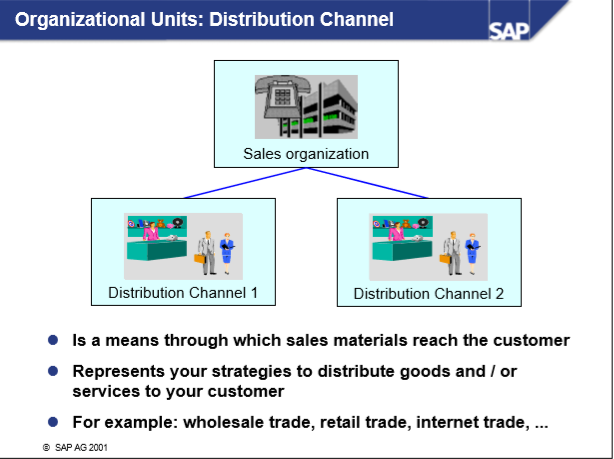 Organizational Units: Distribution Channel
SAP
Sales organization
Distribution Channel 1
Distribution Channel 2
Is a means through which sales materials reach the customer
Represents your strategies to distribute goods and / or
services to your customer
For example: wholesale trade, retail trade, internet trade, ...
© SAP AG 2001